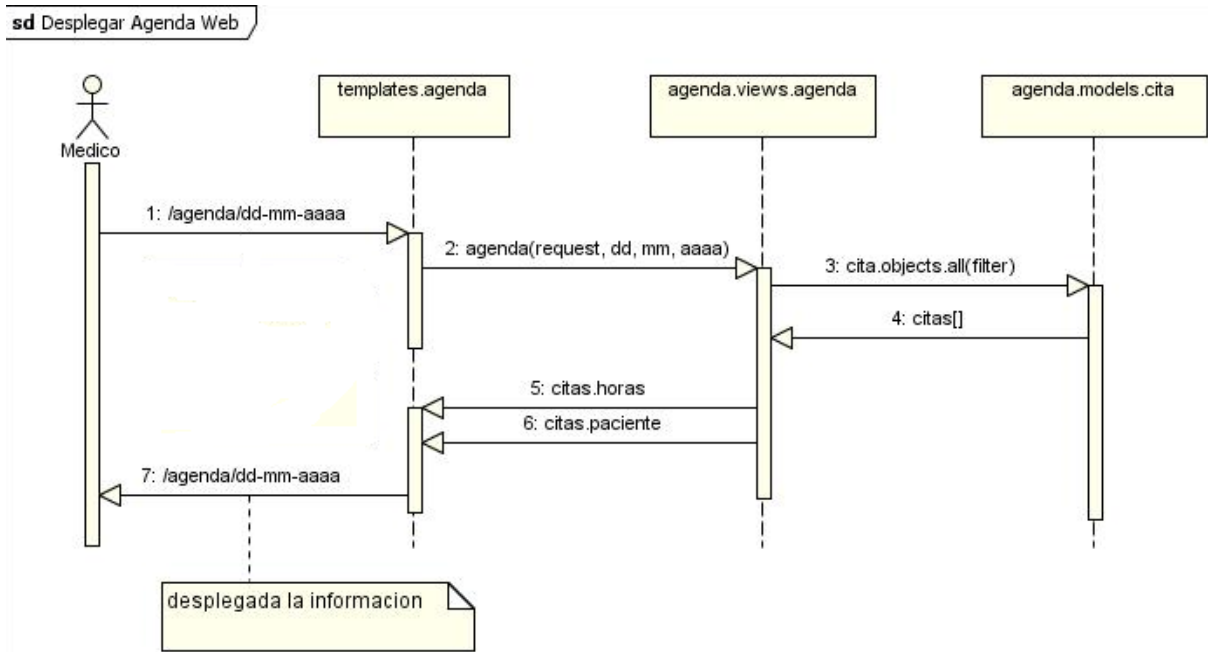 sd Desplegar Agenda Web
templates.agenda
agenda.views.agenda
agenda.models.cita
Medico
1: /agenda/dd-mm-aaaa
2: agenda(request, dd, mm, aaaa)
3: cita.objects.all(filter)
4: citas[]
5: citas.horas
6: citas.paciente
7: /agenda/dd-mm-aaaa
desplegada la informacion